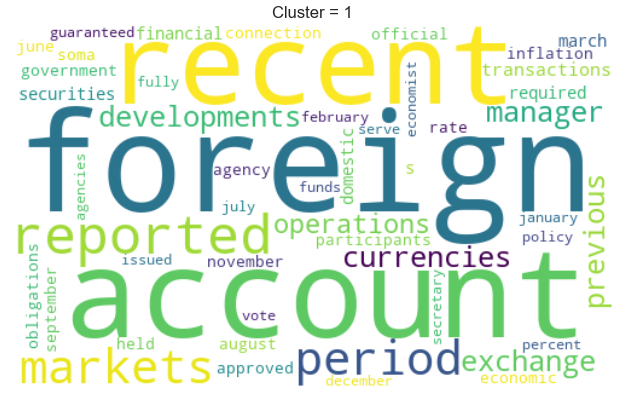 Cluster = 1
guaranteed
financial
connection
official
june
soma
recent
march
inflation
government
fully
transactions
securities
economist
required
developments
february
serve
rate
manager
foreign
agencies
agency
domestic
s
funds
july
previous
reported
operations
january
participants
policy
obligations
september
issued
november
currencies
account
vote
secretary
held
august
percent
markets
approved
period
exchange
december
economic